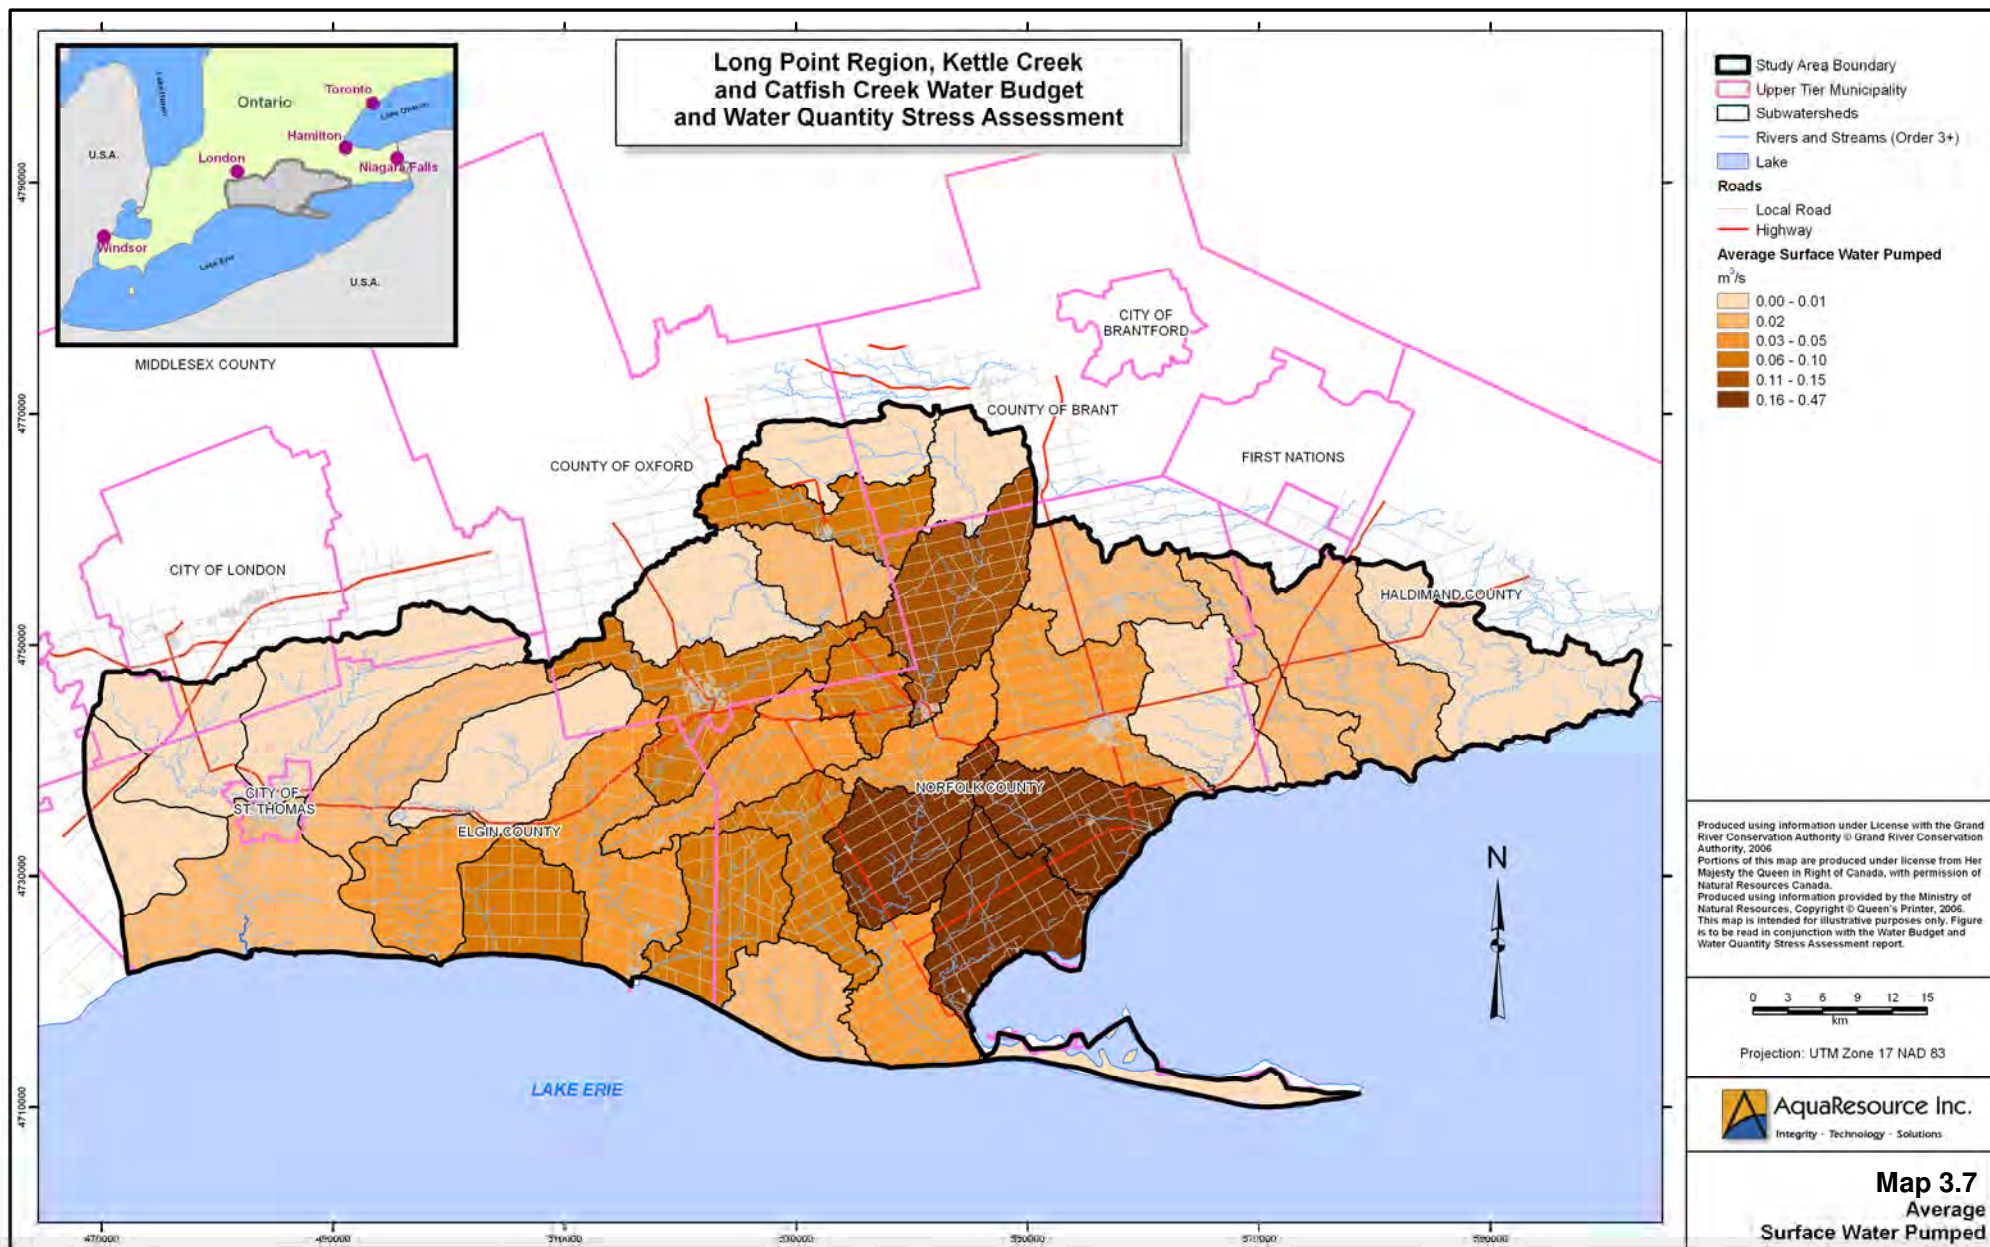 Long Point Region, Kettle Creek
and Catfish Creek Water Budget
and Water Quantity Stress Assessment
Ontario
Toronto
Lake Ontario
Hamilton
U.S.A.
London
Niagara Falls
Windsor
Lake Erie
U.S.A.
MIDDLESEX COUNTY
CITY OF
BRANTFORD
COUNTY OF BRANT
COUNTY OF OXFORD
FIRST NATIONS
CITY OF LONDON
HALDIMAND COUNTY
CITY OF
ST. THOMAS
NORFOLK COUNTY
ELGIN COUNTY
LAKE ERIE
N
4790000
4770000
4750000
4730000
4710000
Study Area Boundary
Upper Tier Municipality
Subwatersheds
Rivers and Streams (Order 3+)
Lake
Roads
Local Road
Highway
Average Surface Water Pumped
m³/s
0.00 - 0.01
0.02
0.03 - 0.05
0.06 - 0.10
0.11 - 0.15
0.16 - 0.47
Produced using information under License with the Grand
River Conservation Authority © Grand River Conservation
Authority, 2006
Portions of this map are produced under license from Her
Majesty the Queen in Right of Canada, with permission of
Natural Resources Canada.
Produced using information provided by the Ministry of
Natural Resources, Copyright © Queen's Printer, 2006.
This map is intended for illustrative purposes only. Figure
is to be read in conjunction with the Water Budget and
Water Quantity Stress Assessment report.
0 3 6 9 12 15
km
Projection: UTM Zone 17 NAD 83
AquaResource Inc.
Integrity - Technology - Solutions
Map 3.7
Average
Surface Water Pumped